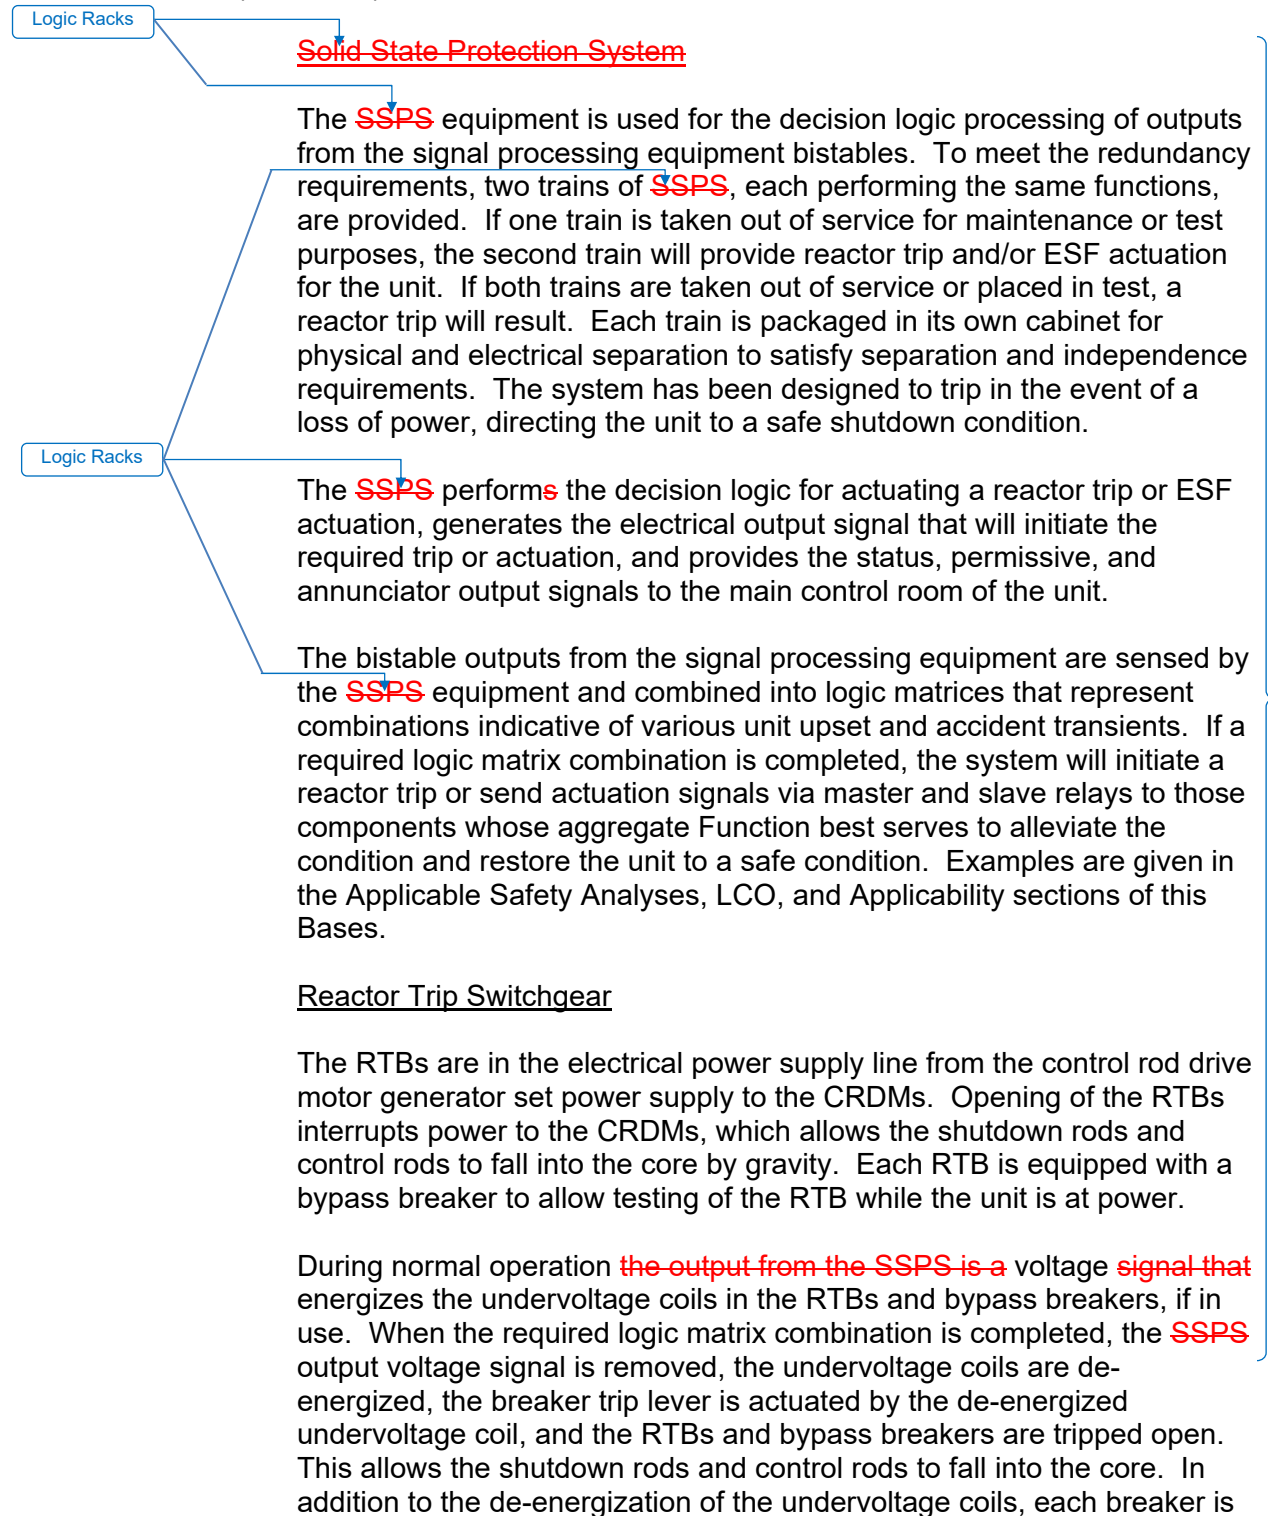 Logic Racks
Solid State Protection System
The SSPS equipment is used for the decision logic processing of outputs
from the signal processing equipment bistables. To meet the redundancy
requirements, two trains of SSPS, each performing the same functions,
are provided. If one train is taken out of service for maintenance or test
purposes, the second train will provide reactor trip and/or ESF actuation
for the unit. If both trains are taken out of service or placed in test, a
reactor trip will result. Each train is packaged in its own cabinet for
physical and electrical separation to satisfy separation and independence
requirements. The system has been designed to trip in the event of a
loss of power, directing the unit to a safe shutdown condition.
Logic Racks
The SSPS performs the decision logic for actuating a reactor trip or ESF
actuation, generates the electrical output signal that will initiate the
required trip or actuation, and provides the status, permissive, and
annunciator output signals to the main control room of the unit.
The bistable outputs from the signal processing equipment are sensed by
the SSPS equipment and combined into logic matrices that represent
combinations indicative of various unit upset and accident transients. If a
required logic matrix combination is completed, the system will initiate a
reactor trip or send actuation signals via master and slave relays to those
components whose aggregate Function best serves to alleviate the
condition and restore the unit to a safe condition. Examples are given in
the Applicable Safety Analyses, LCO, and Applicability sections of this
Bases.
Reactor Trip Switchgear
The RTBs are in the electrical power supply line from the control rod drive
motor generator set power supply to the CRDMs. Opening of the RTBs
interrupts power to the CRDMs, which allows the shutdown rods and
control rods to fall into the core by gravity. Each RTB is equipped with a
bypass breaker to allow testing of the RTB while the unit is at power.
During normal operation the output from the SSPS is a voltage signal that
energizes the undervoltage coils in the RTBs and bypass breakers, if in
use. When the required logic matrix combination is completed, the SSPS
output voltage signal is removed, the undervoltage coils are de-
energized, the breaker trip lever is actuated by the de-energized
undervoltage coil, and the RTBs and bypass breakers are tripped open.
This allows the shutdown rods and control rods to fall into the core. In
addition to the de-energization of the undervoltage coils, each breaker is